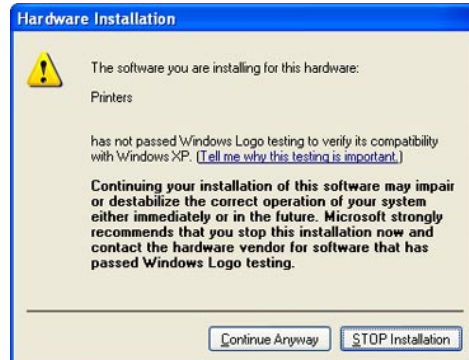 Hardware Installation
The software you are installing for this hardware:
Printers
has not passed Windows Logo testing to verify its compatibility
with Windows XP. (Tell me why this testing is important.)
Continuing your installation of this software may impair
or destabilize the correct operation of your system
either immediately or in the future. Microsoft strongly
recommends that you stop this installation now and
contact the hardware vendor for software that has
passed Windows Logo testing.
Continue Anyway
STOP Installation